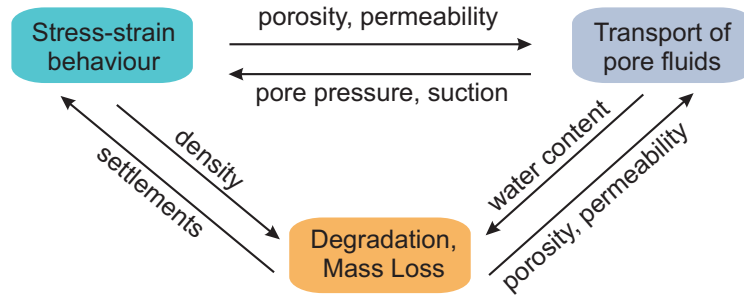 porosity, permeability
Stress-strain
behaviour
Transport of
pore fluids
pore pressure, suction
density
settlements
water content
porosity, permeability
Degradation,
Mass Loss